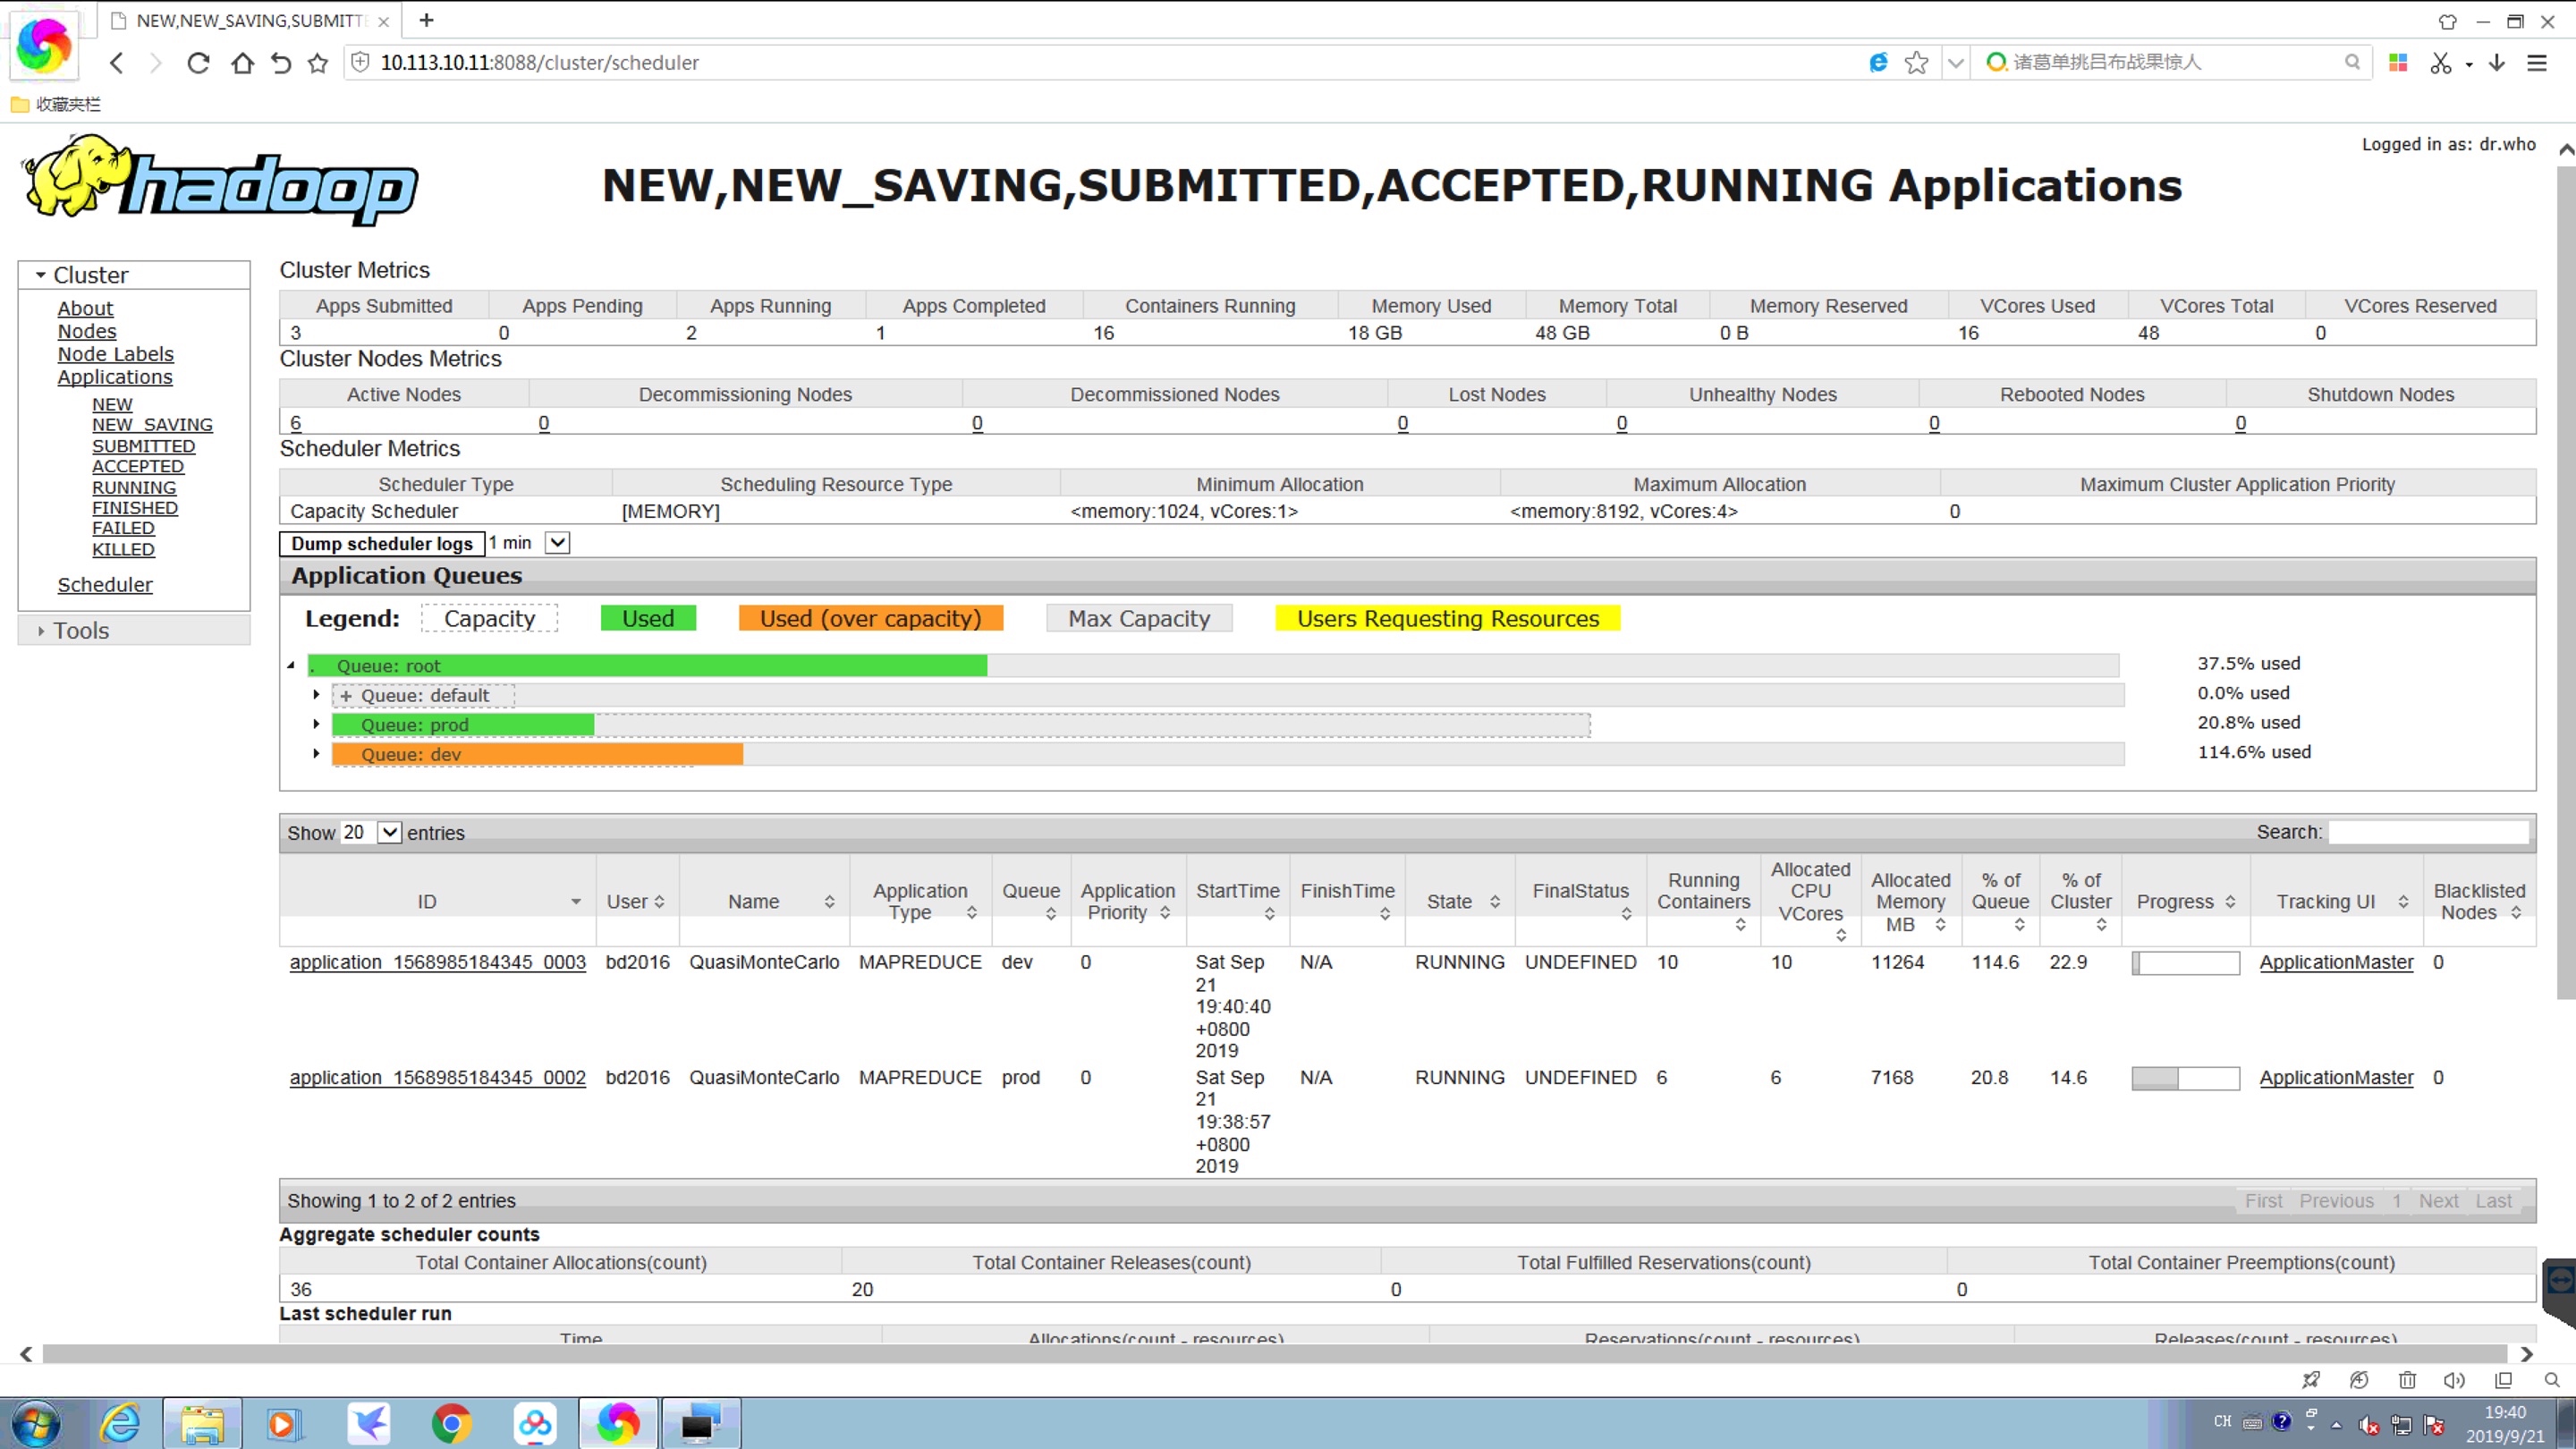 NEW,NEW_SAVING,SUBMITTE
10.113.10.11:8088/cluster/scheduler
诸葛单挑吕布战果惊人
收藏夹栏
hadoop
Logged in as: dr.who
NEW,NEW_SAVING,SUBMITTED,ACCEPTED,RUNNING Applications
Cluster
About
Nodes
Node Labels
Applications
NEW
NEW_SAVING
SUBMITTED
ACCEPTED
RUNNING
FINISHED
FAILED
KILLED
Scheduler
Tools
Cluster Metrics
Apps Submitted Apps Pending Apps Running Apps Completed Containers Running Memory Used Memory Total Memory Reserved VCores Used VCores Total VCores Reserved
3 0 2 1 16 18 GB 48 GB 0 B 16 48 0
Cluster Nodes Metrics
Active Nodes Decommissioning Nodes Decommissioned Nodes Lost Nodes Unhealthy Nodes Rebooted Nodes Shutdown Nodes
6 0 0 0 0 0 0
Scheduler Metrics
Scheduler Type Scheduling Resource Type Minimum Allocation Maximum Allocation Maximum Cluster Application Priority
Capacity Scheduler [MEMORY] <memory:1024, vCores:1> <memory:8192, vCores:4> 0
Dump scheduler logs 1 min
Application Queues
Legend: Capacity Used Used (over capacity) Max Capacity Users Requesting Resources
. Queue: root 37.5% used
+ Queue: default 0.0% used
Queue: prod 20.8% used
Queue: dev 114.6% used
Show 20 entries Search:
ID User Name Application Type Queue Application Priority StartTime FinishTime State FinalStatus Running Containers Allocated CPU VCores Allocated Memory MB % of Queue % of Cluster Progress Tracking UI Blacklisted Nodes
application_1568985184345_0003 bd2016 QuasiMonteCarlo MAPREDUCE dev 0 Sat Sep N/A RUNNING UNDEFINED 10 10 11264 114.6 22.9 ApplicationMaster 0
21
19:40:40
+0800
2019
application_1568985184345_0002 bd2016 QuasiMonteCarlo MAPREDUCE prod 0 Sat Sep N/A RUNNING UNDEFINED 6 6 7168 20.8 14.6 ApplicationMaster 0
21
19:38:57
+0800
2019
Showing 1 to 2 of 2 entries First Previous 1 Next Last
Aggregate scheduler counts
Total Container Allocations(count) Total Container Releases(count) Total Fulfilled Reservations(count) Total Container Preemptions(count)
36 20 0 0
Last scheduler run
Time Allocations(count - resources) Reservations(count - resources) Releases(count - resources)
CH
19:40
2019/9/21